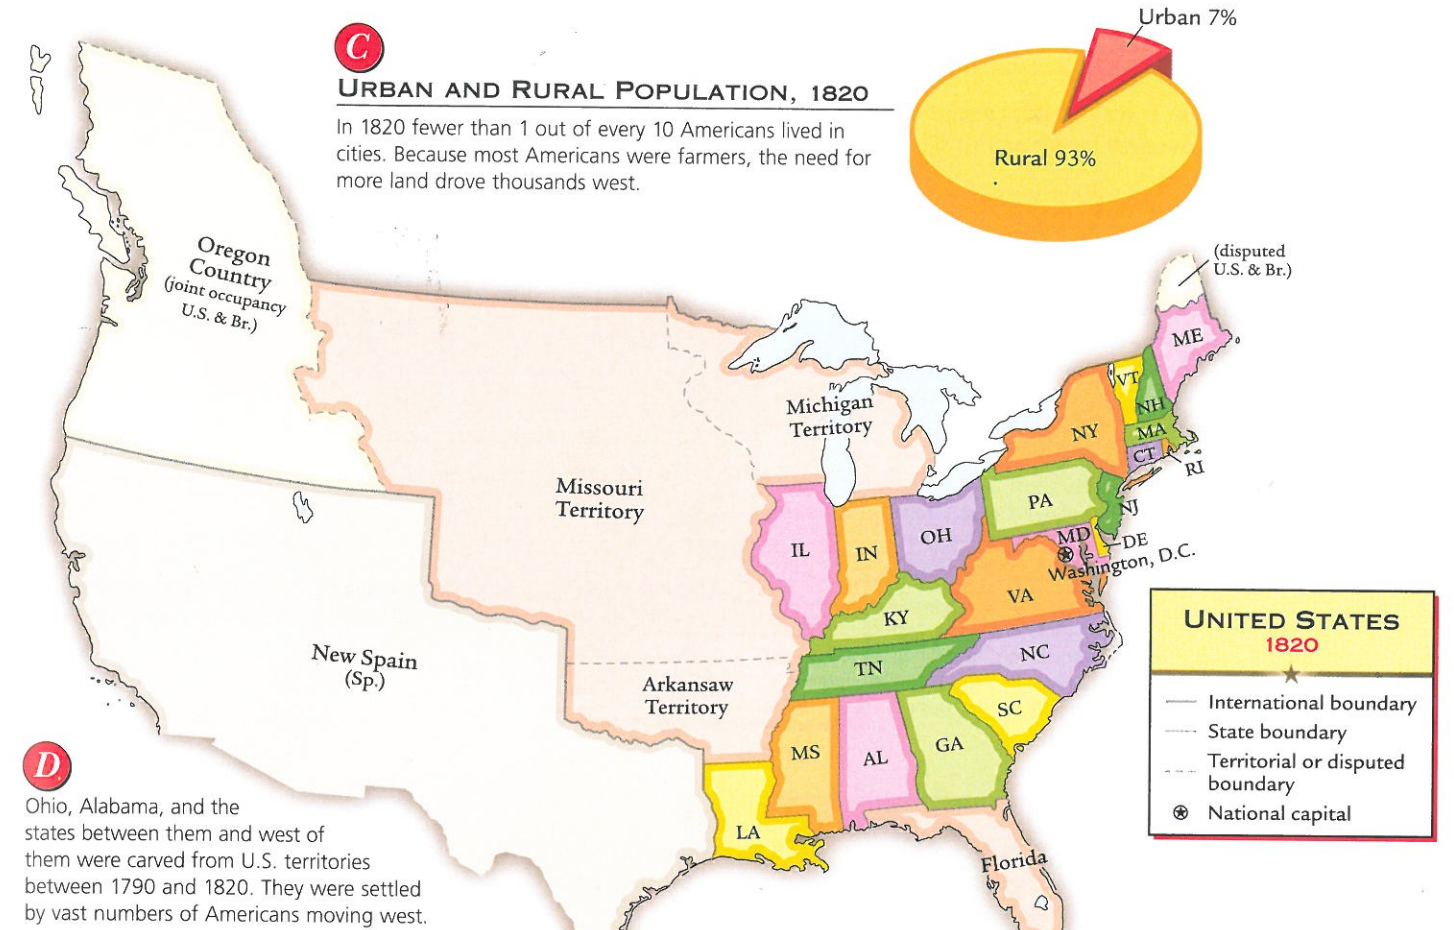 C
URBAN AND RURAL POPULATION, 1820
In 1820 fewer than 1 out of every 10 Americans lived in
cities. Because most Americans were farmers, the need for
more land drove thousands west.
Urban 7%
Rural 93%
(disputed
U.S. & Br.)
Oregon
Country
(joint occupancy
U.S. & Br.)
Missouri
Territory
Michigan
Territory
ME
VT
NH
NY
MA
CT
RI
PA
NJ
MD
DE
Washington, D.C.
IL
IN
OH
VA
KY
New Spain
(Sp.)
Arkansaw
Territory
TN
NC
SC
MS
AL
GA
LA
Florida
UNITED STATES
1820
International boundary
State boundary
Territorial or disputed
boundary
National capital
D
Ohio, Alabama, and the
states between them and west of
them were carved from U.S. territories
between 1790 and 1820. They were settled
by vast numbers of Americans moving west.